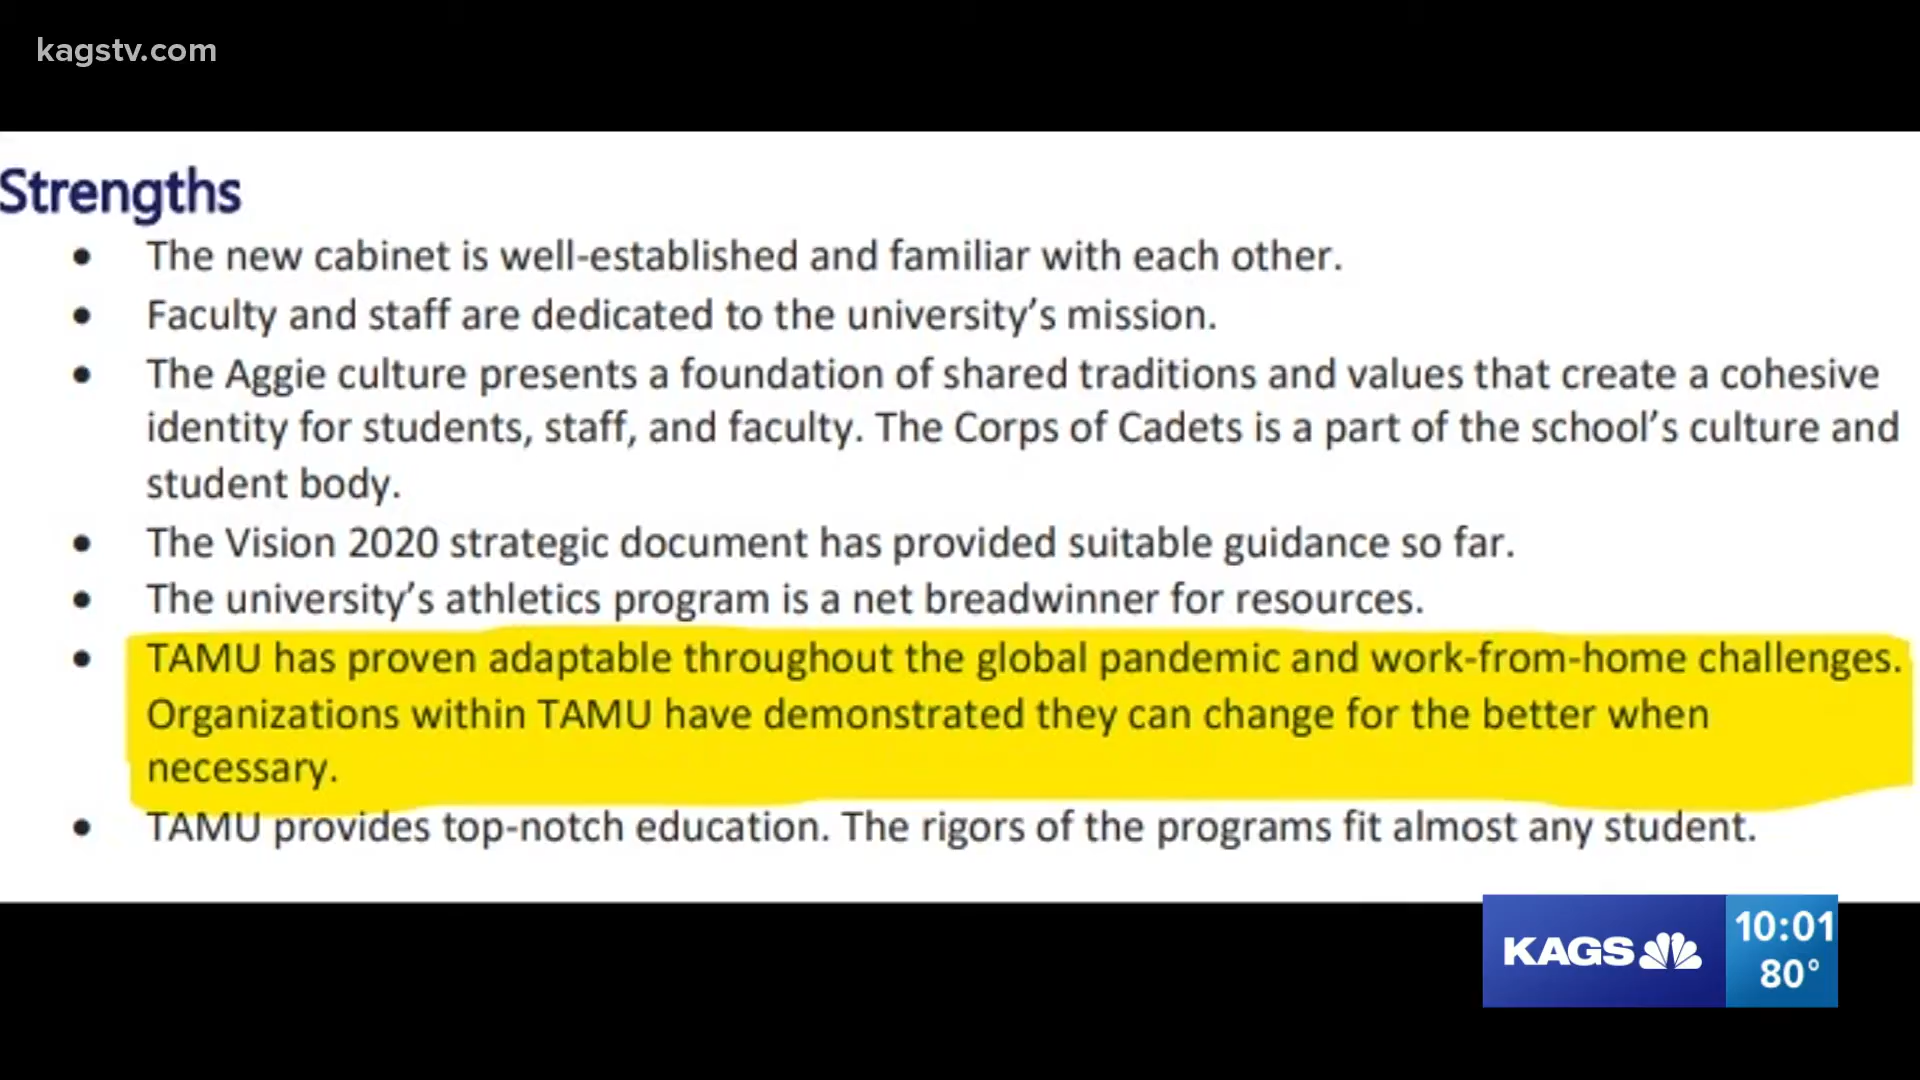 kagstv.com
Strengths
• The new cabinet is well-established and familiar with each other.
• Faculty and staff are dedicated to the university’s mission.
• The Aggie culture presents a foundation of shared traditions and values that create a cohesive
identity for students, staff, and faculty. The Corps of Cadets is a part of the school’s culture and
student body.
• The Vision 2020 strategic document has provided suitable guidance so far.
• The university’s athletics program is a net breadwinner for resources.
• TAMU has proven adaptable throughout the global pandemic and work-from-home challenges.
Organizations within TAMU have demonstrated they can change for the better when
necessary.
• TAMU provides top-notch education. The rigors of the programs fit almost any student.
KAGS
10:01
80°